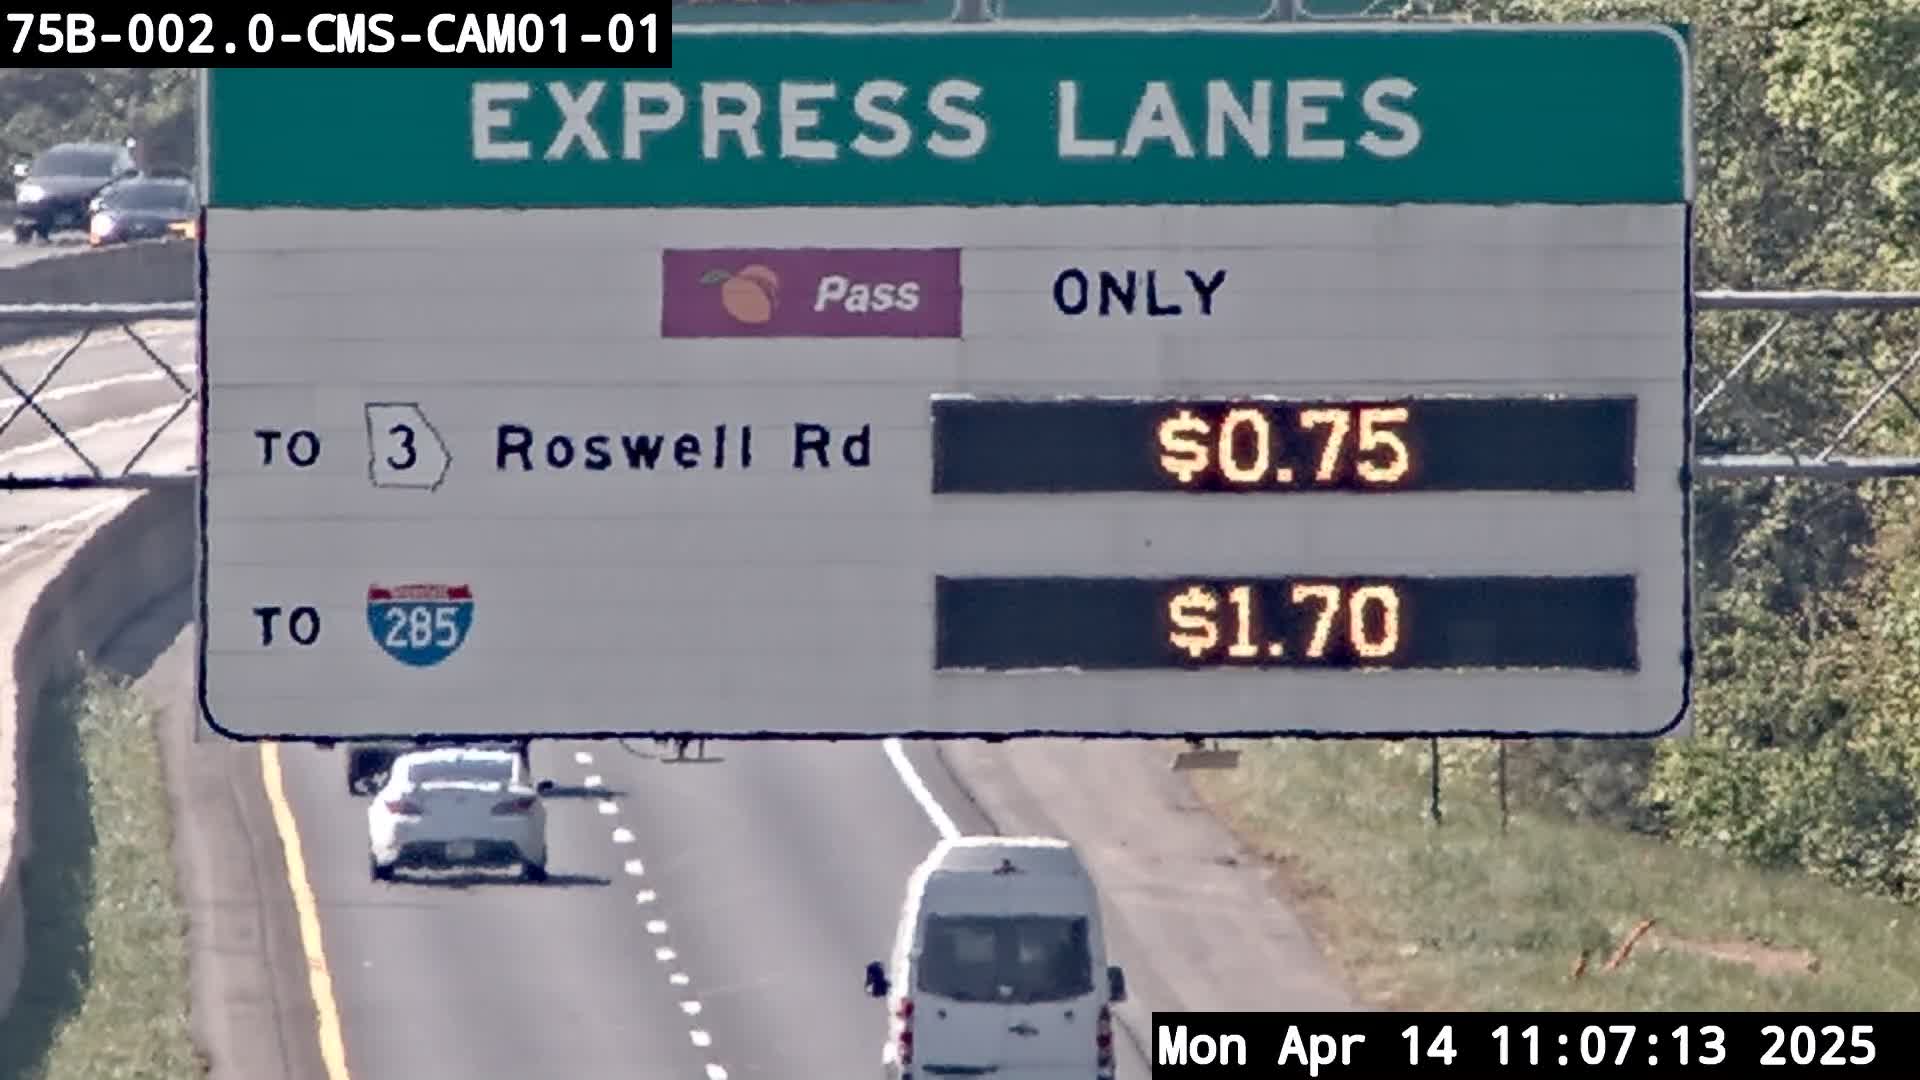 75B-002.0-CMS-CAM01-01
EXPRESS LANES
Pass ONLY
TO 3 Roswell Rd $0.75
TO 285 $1.70
Mon Apr 14 11:07:13 2025